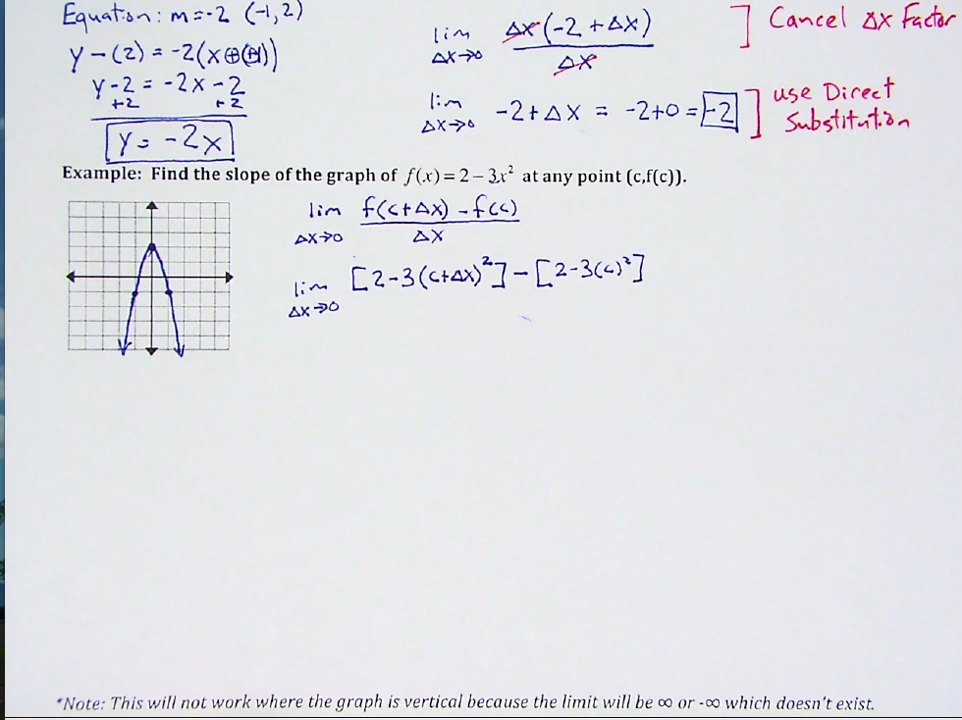 Equation: m=-2 (-1,2)
y-(2) = -2(x⊕(+1))
y-2 = -2x-2
+2 +2
y= -2x
lim Δx→0 Δx(-2+Δx) / Δx ] Cancel Δx Factor
lim Δx→0 -2+Δx = -2+0 = -2 ] use Direct Substitution
Example: Find the slope of the graph of f(x)=2-3x² at any point (c,f(c)).
lim Δx→0 f(c+Δx) - f(c) / Δx
lim Δx→0 [2-3(c+Δx)²] - [2-3(c)²]
*Note: This will not work where the graph is vertical because the limit will be ∞ or -∞ which doesn't exist.